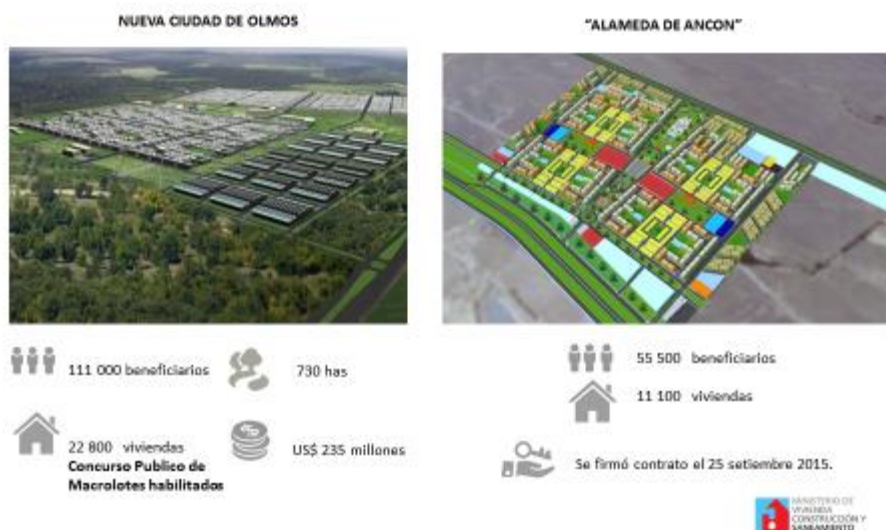 NUEVA CIUDAD DE OLMOS
111 000 beneficiarios
730 has
22 800 viviendas
Concurso Publico de
Macrolotes habilitados
US$ 235 millones
"ALAMEDA DE ANCON"
55 500 beneficiarios
11 100 viviendas
Se firmó contrato el 25 setiembre 2015.
MINISTERIO DE
VIVIENDA
CONSTRUCCIÓN Y
SANEAMIENTO